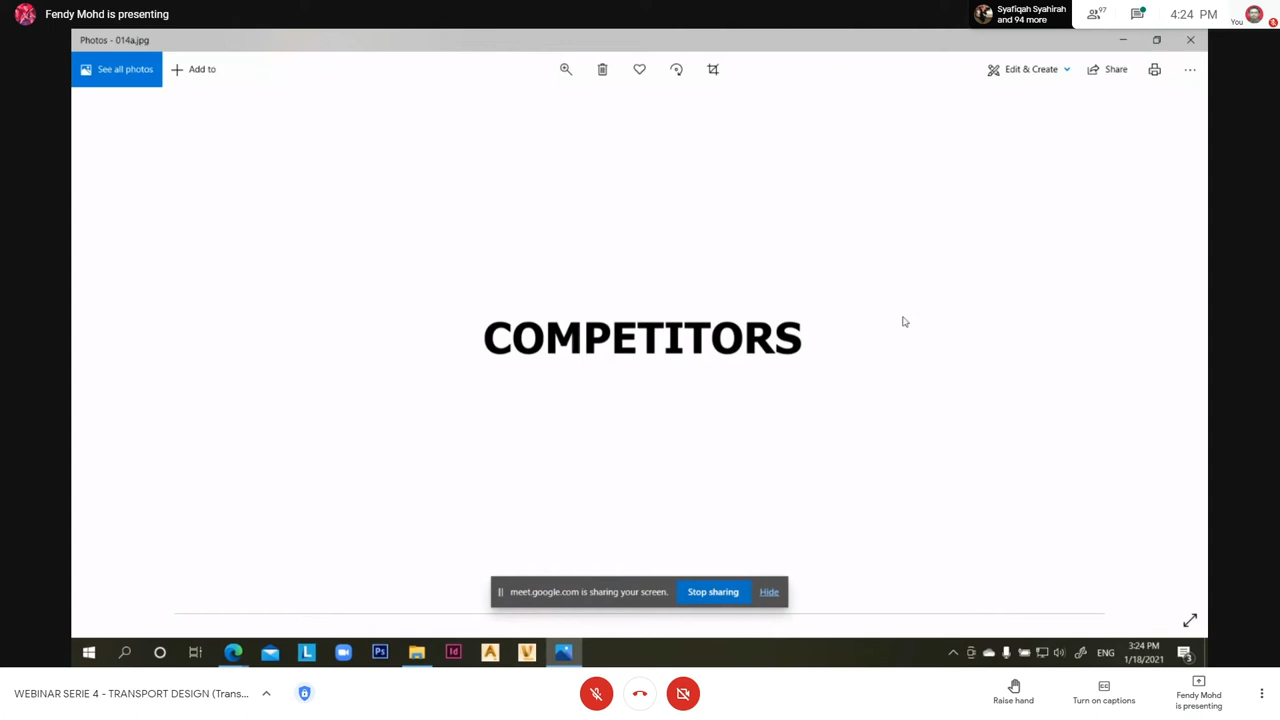 Fendy Mohd is presenting
Syafiqah Syahirah
and 94 more
97
4:24 PM
You
Photos - 014a.jpg
See all photos
Add to
Edit & Create
Share
COMPETITORS
meet.google.com is sharing your screen.
Stop sharing
Hide
L
Ps
Id
A
V
ENG
3:24 PM
1/18/2021
3
WEBINAR SERIE 4 - TRANSPORT DESIGN (Trans...
Raise hand
Turn on captions
Fendy Mohd
is presenting